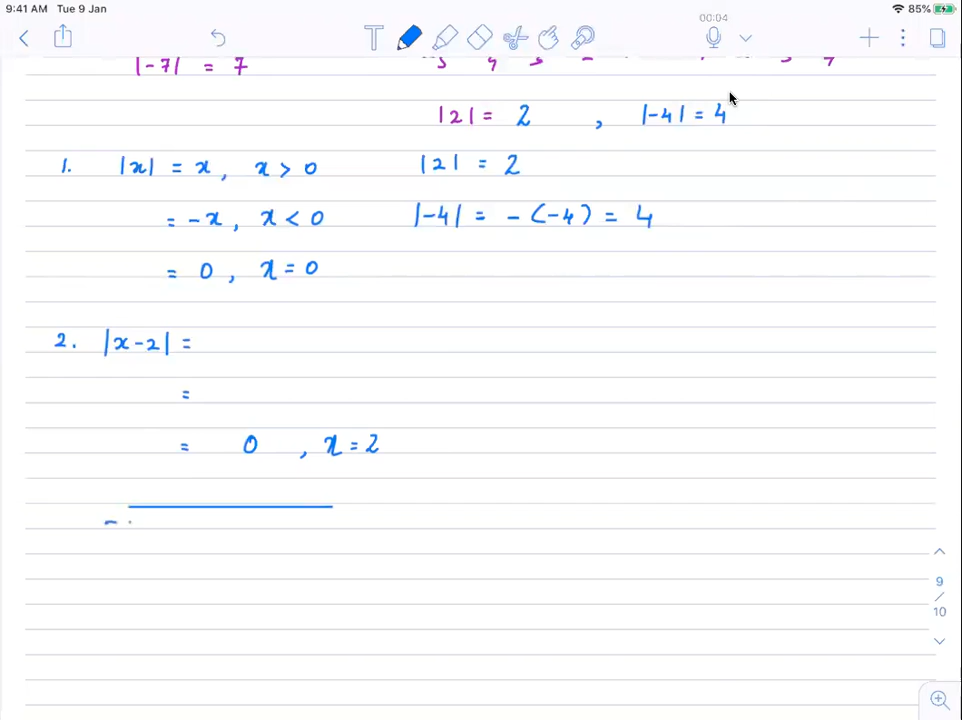 9:41 AM Tue 9 Jan 85%
00:04
|-7| = 7
|2| = 2 , |-4| = 4
1. |x| = x, x > 0 |2| = 2
= -x, x < 0 |-4| = -(-4) = 4
= 0, x = 0
2. |x-2| =
=
= 0 , x = 2
9
/
10